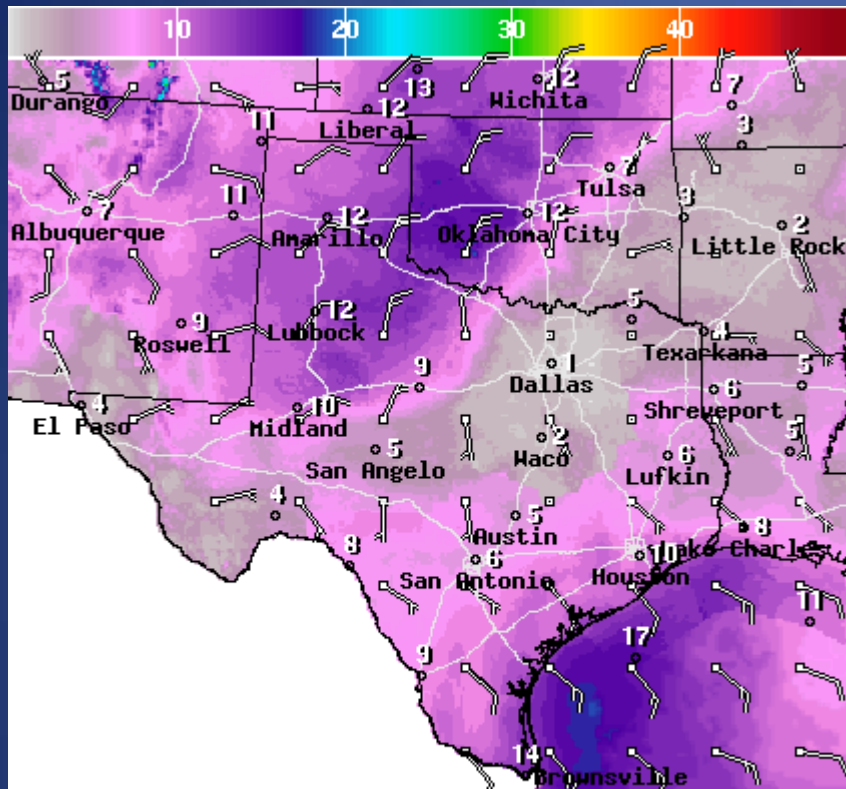 10 20 30 40
5 13 12 7
Durango Wichita
12
Liberal
11 3
7
Tulsa
7 11 12 12 3 2
Albuquerque Amarillo Oklahoma City Little Rock
9 12 5
Roswell Lubbock Texarkana 4
1
9 Dallas 6 5
4 10 Shreveport
El Paso Midland
5 2 6 5
San Angelo Waco Lufkin
4 5 8
Austin
8 6 10 Lake Charles
San Antonio Houston
11
17
9
14
Brownsville